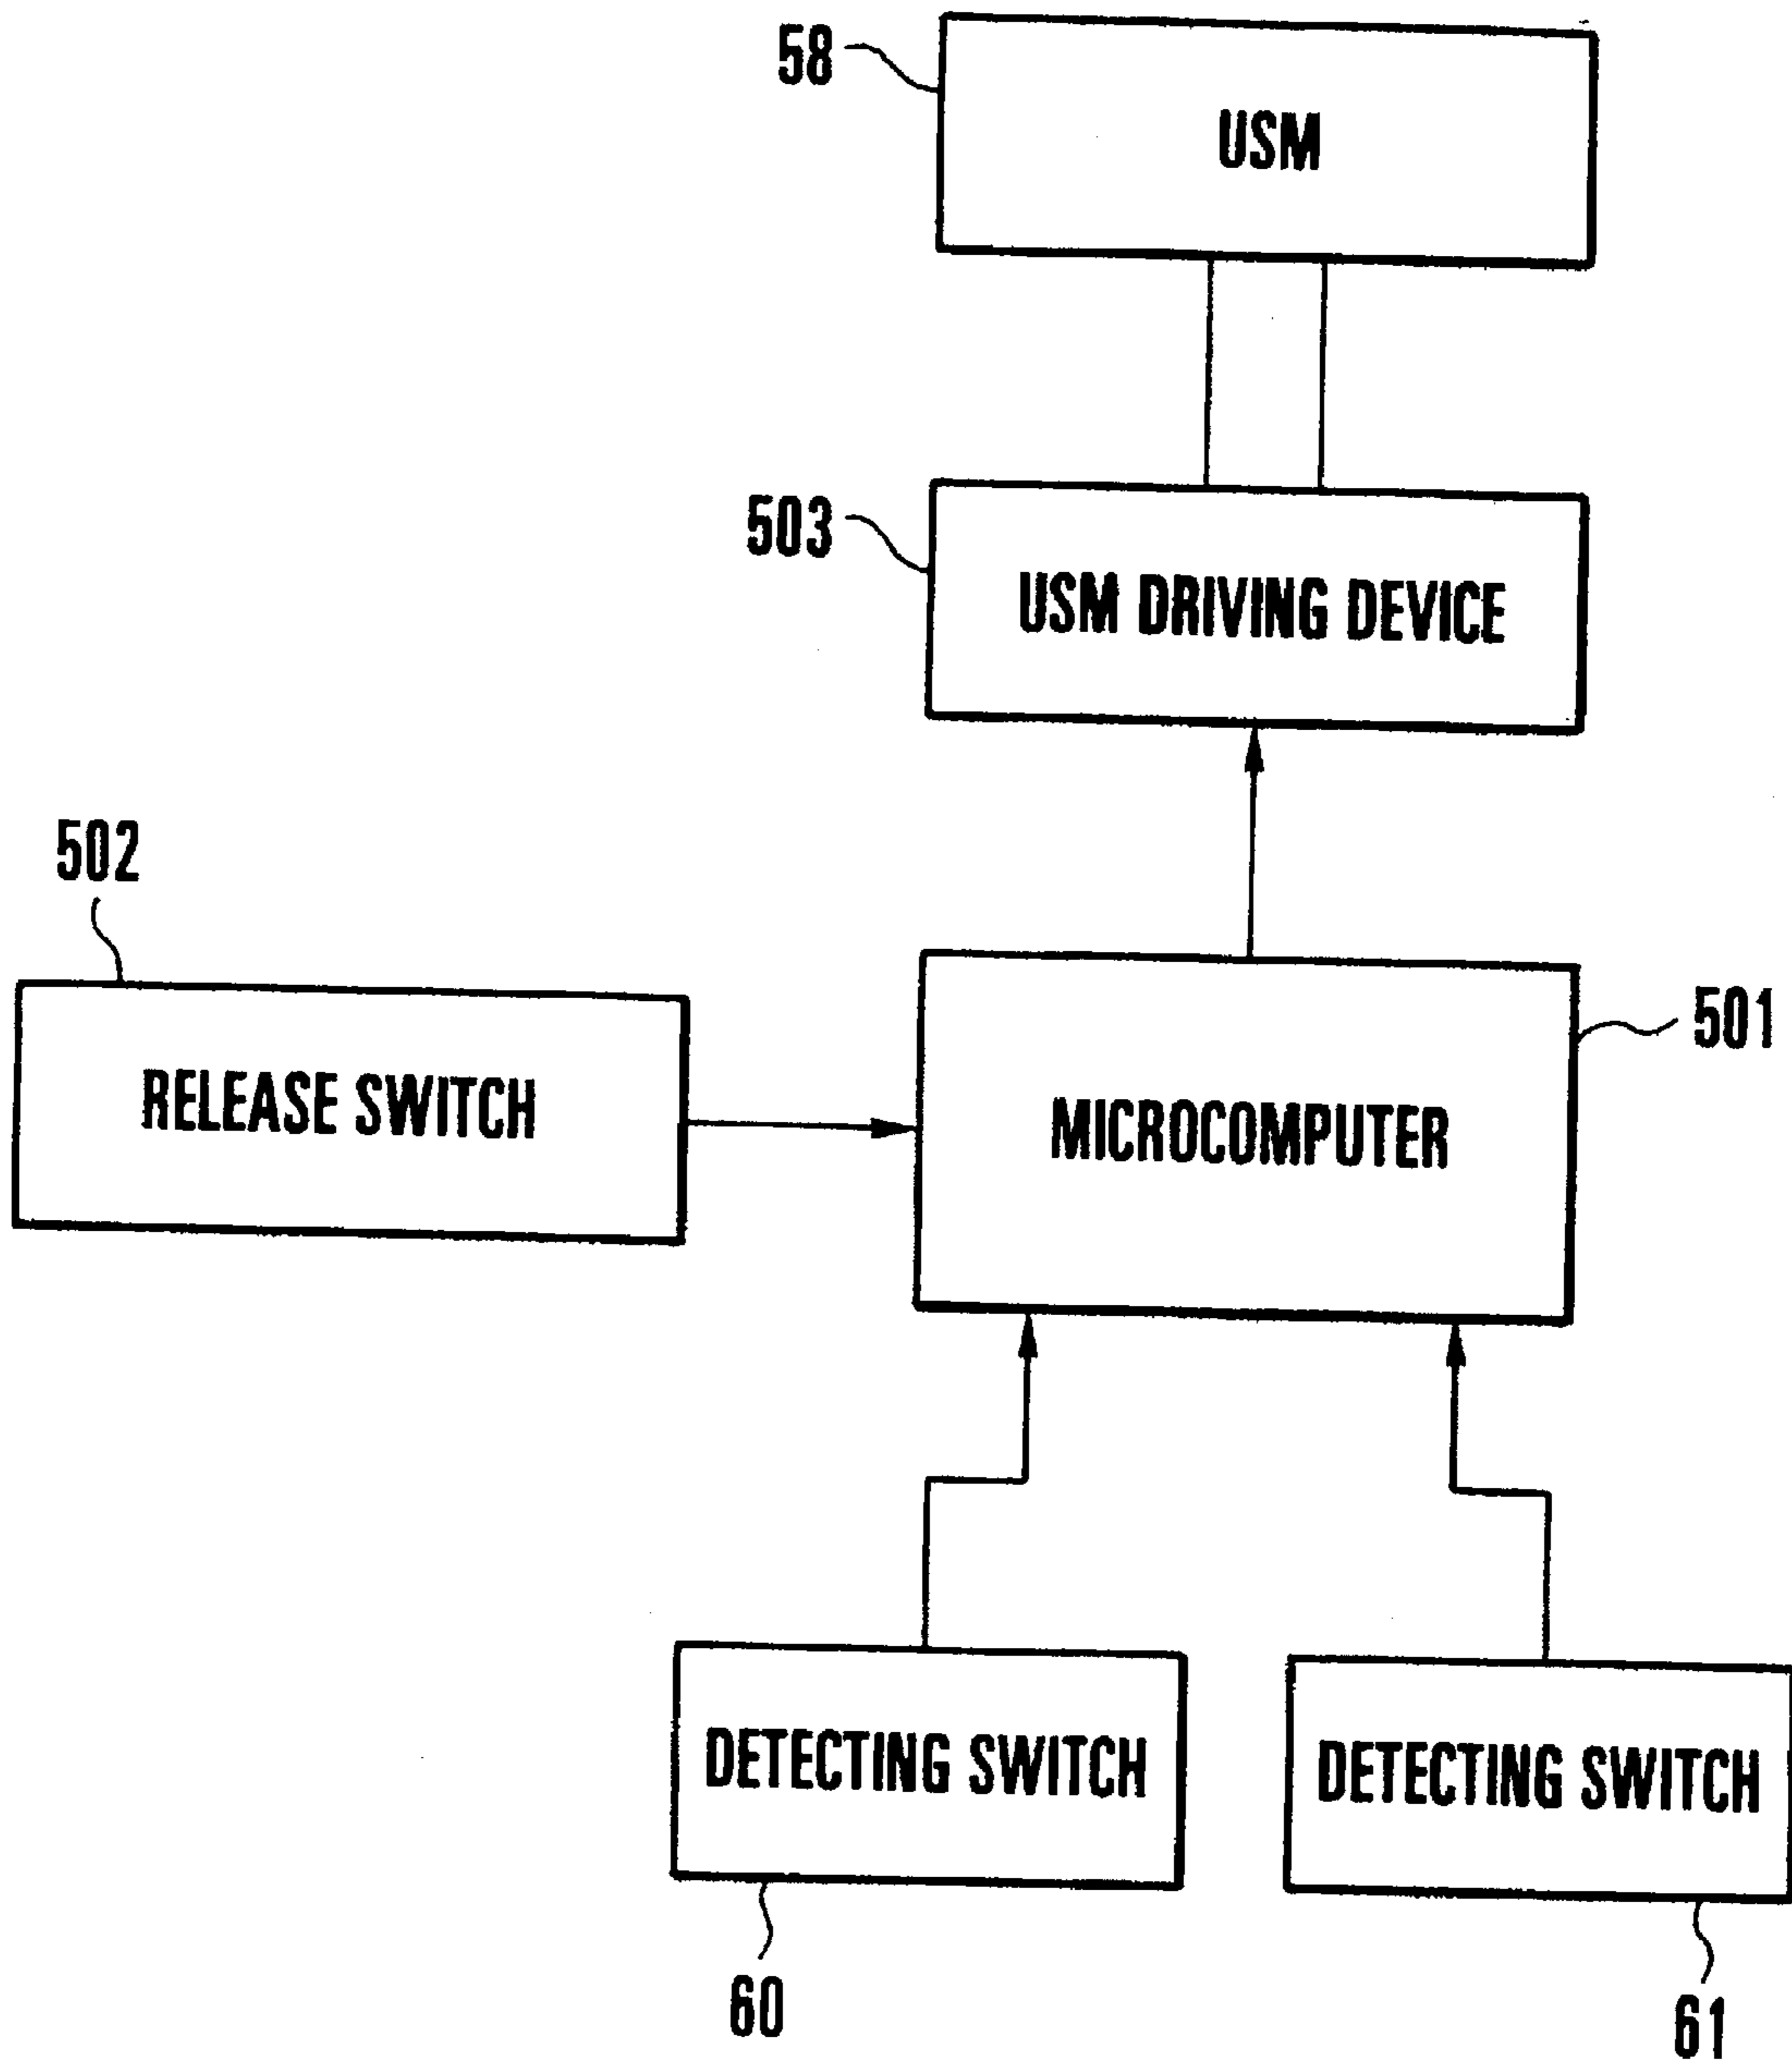 58
USM
503
USM DRIVING DEVICE
502
RELEASE SWITCH
MICROCOMPUTER
501
DETECTING SWITCH
DETECTING SWITCH
60
61